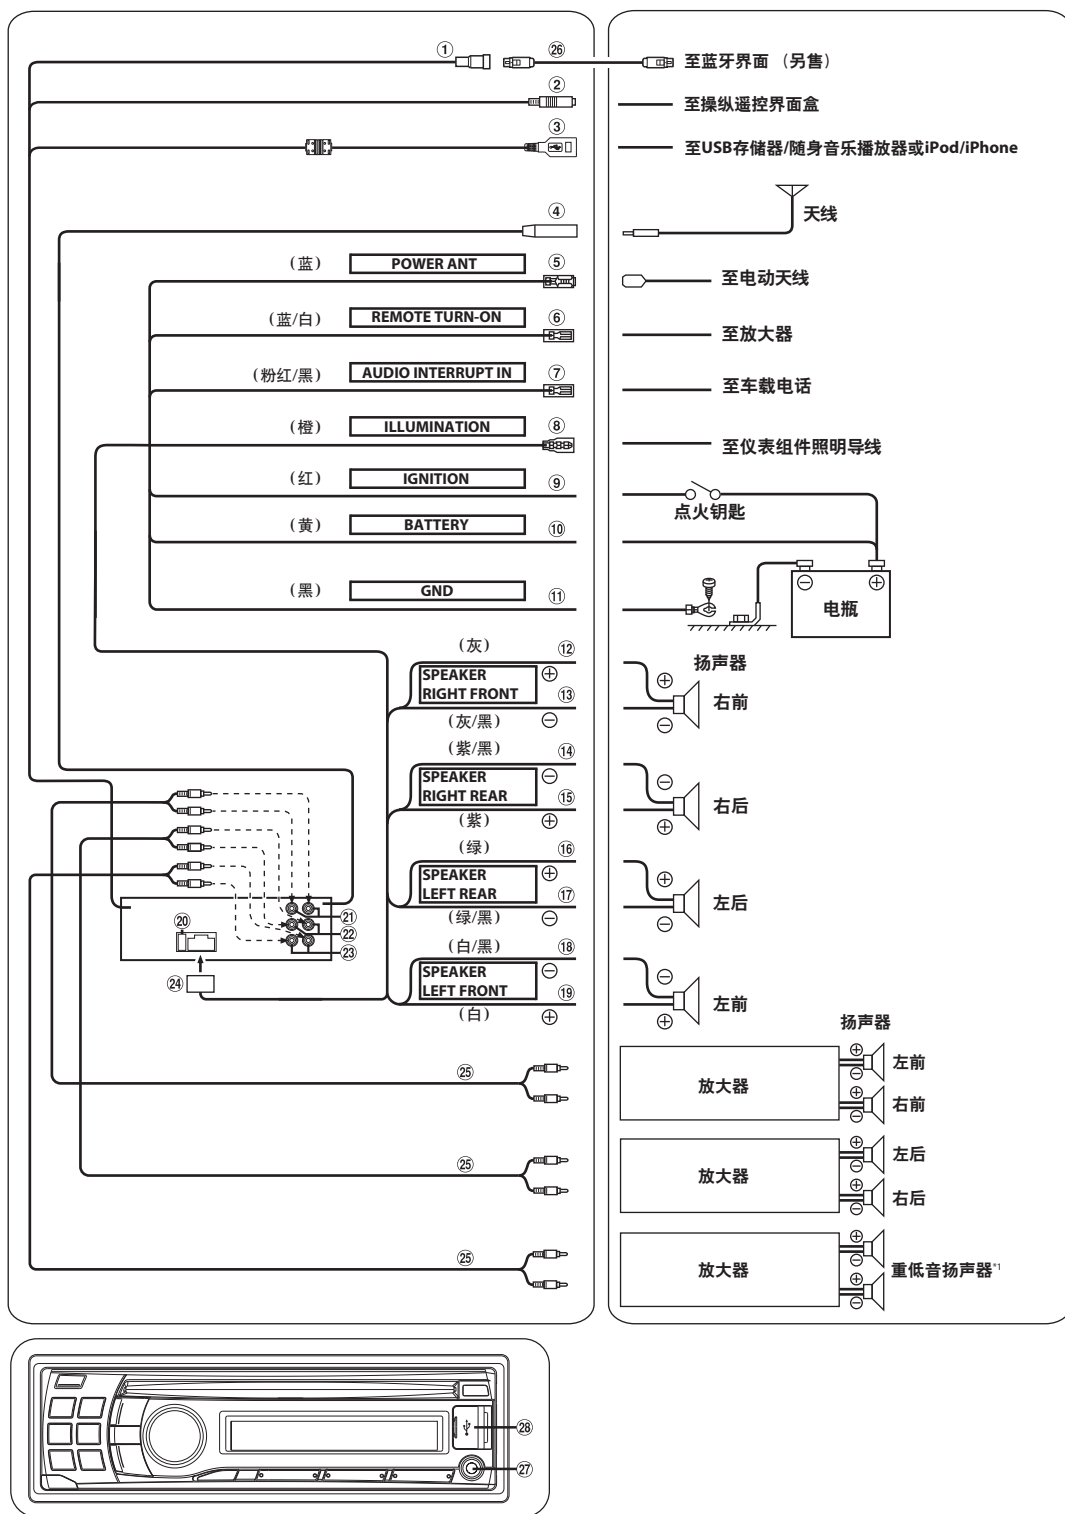 ① ㉖ 至蓝牙界面 （另售）
② 至操纵遥控界面盒
③ 至USB存储器/随身音乐播放器或iPod/iPhone
④ 天线
（蓝） POWER ANT ⑤ 至电动天线
（蓝/白） REMOTE TURN-ON ⑥ 至放大器
（粉红/黑） AUDIO INTERRUPT IN ⑦ 至车载电话
（橙） ILLUMINATION ⑧ 至仪表组件照明导线
（红） IGNITION ⑨
点火钥匙
（黄） BATTERY ⑩
⊖ ⊕
电瓶
（黑） GND ⑪
（灰） ⑫ 扬声器
SPEAKER ⊕ ⊕
RIGHT FRONT ⑬ 右前
（灰/黑） ⊖ ⊖
（紫/黑） ⑭
SPEAKER ⊖ ⊖
RIGHT REAR ⑮ 右后
（紫） ⊕ ⊕
（绿） ⑯
SPEAKER ⊕ ⊕
LEFT REAR ⑰ 左后
（绿/黑） ⊖ ⊖
（白/黑） ⑱
SPEAKER ⊖ ⊖
LEFT FRONT ⑲ 左前
（白） ⊕ ⊕
⑳ ㉑
㉒
㉓
㉔
扬声器
㉕ 放大器 ⊕ ⊖ 左前
⊕ ⊖ 右前
㉕ 放大器 ⊕ ⊖ 左后
⊕ ⊖ 右后
㉕ 放大器 ⊕ ⊖ ⊕ ⊖ 重低音扬声器*1
㉘
㉗